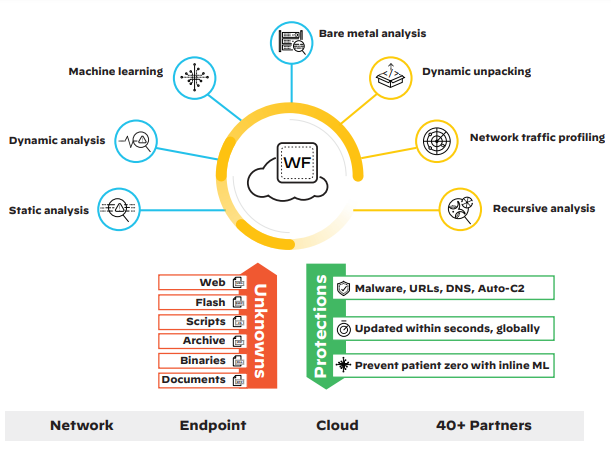 Bare metal analysis
Machine learning
Dynamic unpacking
Dynamic analysis
Network traffic profiling
WF
Static analysis
Recursive analysis
Unknowns
Web
Flash
Scripts
Archive
Binaries
Documents
Protections
Malware, URLs, DNS, Auto-C2
Updated within seconds, globally
Prevent patient zero with inline ML
Network Endpoint Cloud 40+ Partners